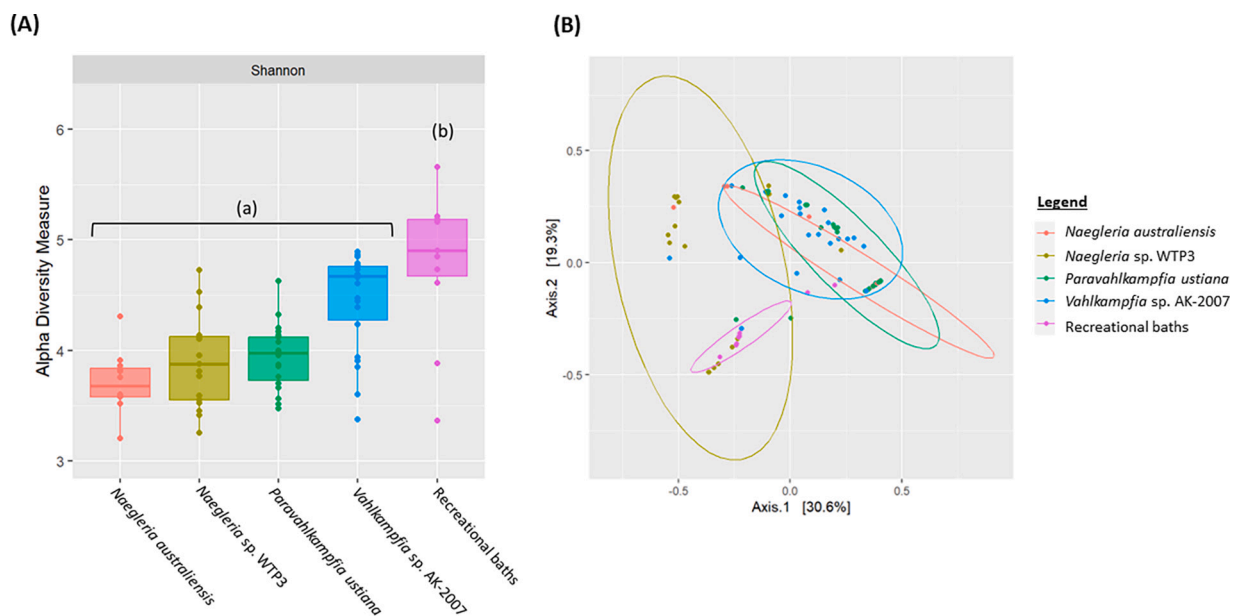 (A)
Shannon
Alpha Diversity Measure
6
5
4
3
(a)
(b)
Naegleria australiensis
Naegleria sp. WTP3
Paravahlkampfia ustiana
Vahlkampfia sp. AK-2007
Recreational baths
(B)
Axis.2 [19.3%]
0.5
0.0
-0.5
-0.5 0.0 0.5
Axis.1 [30.6%]
Legend
Naegleria australiensis
Naegleria sp. WTP3
Paravahlkampfia ustiana
Vahlkampfia sp. AK-2007
Recreational baths